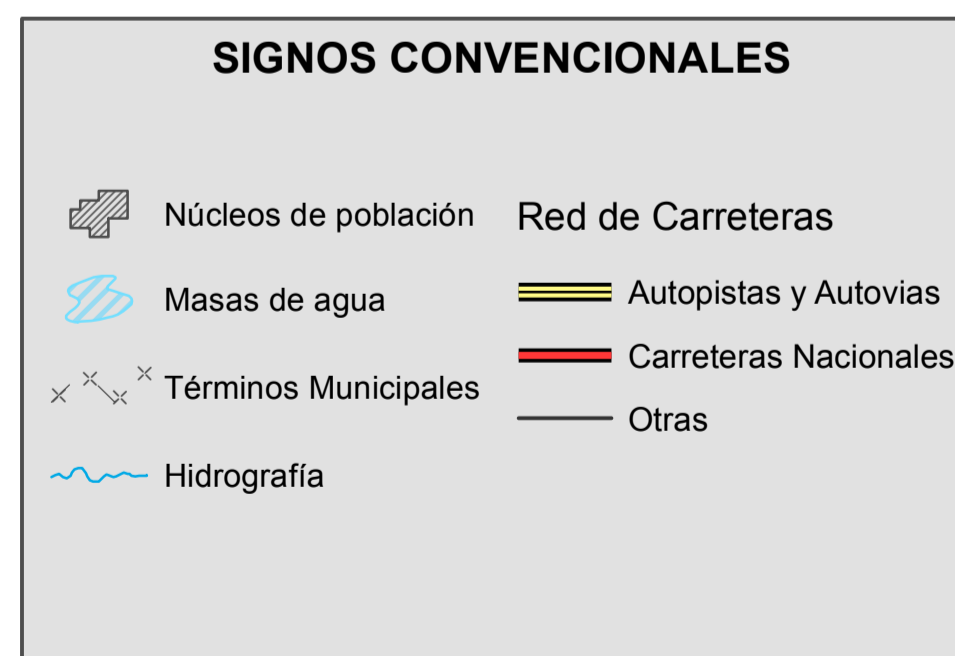 SIGNOS CONVENCIONALES
Núcleos de población
Masas de agua
Términos Municipales
Hidrografía
Red de Carreteras
Autopistas y Autovias
Carreteras Nacionales
Otras